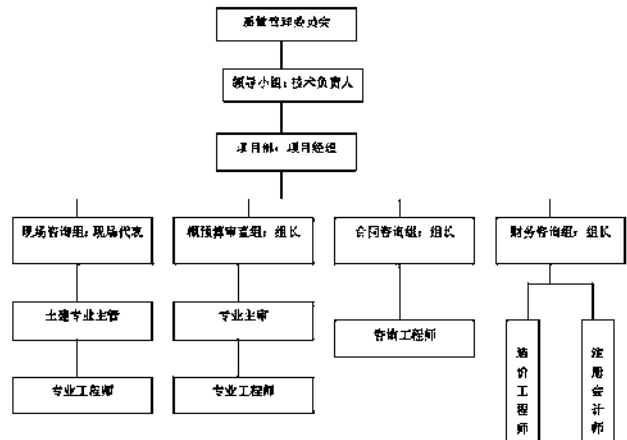 质量管理委员会
领导小组：技术负责人
项目部：项目经理
现场咨询组：现场代表
概预算审查组：组长
合同咨询组：组长
财务咨询组：组长
土建专业主管
专业主审
咨询工程师
专业工程师
专业工程师
造价工程师
注册会计师